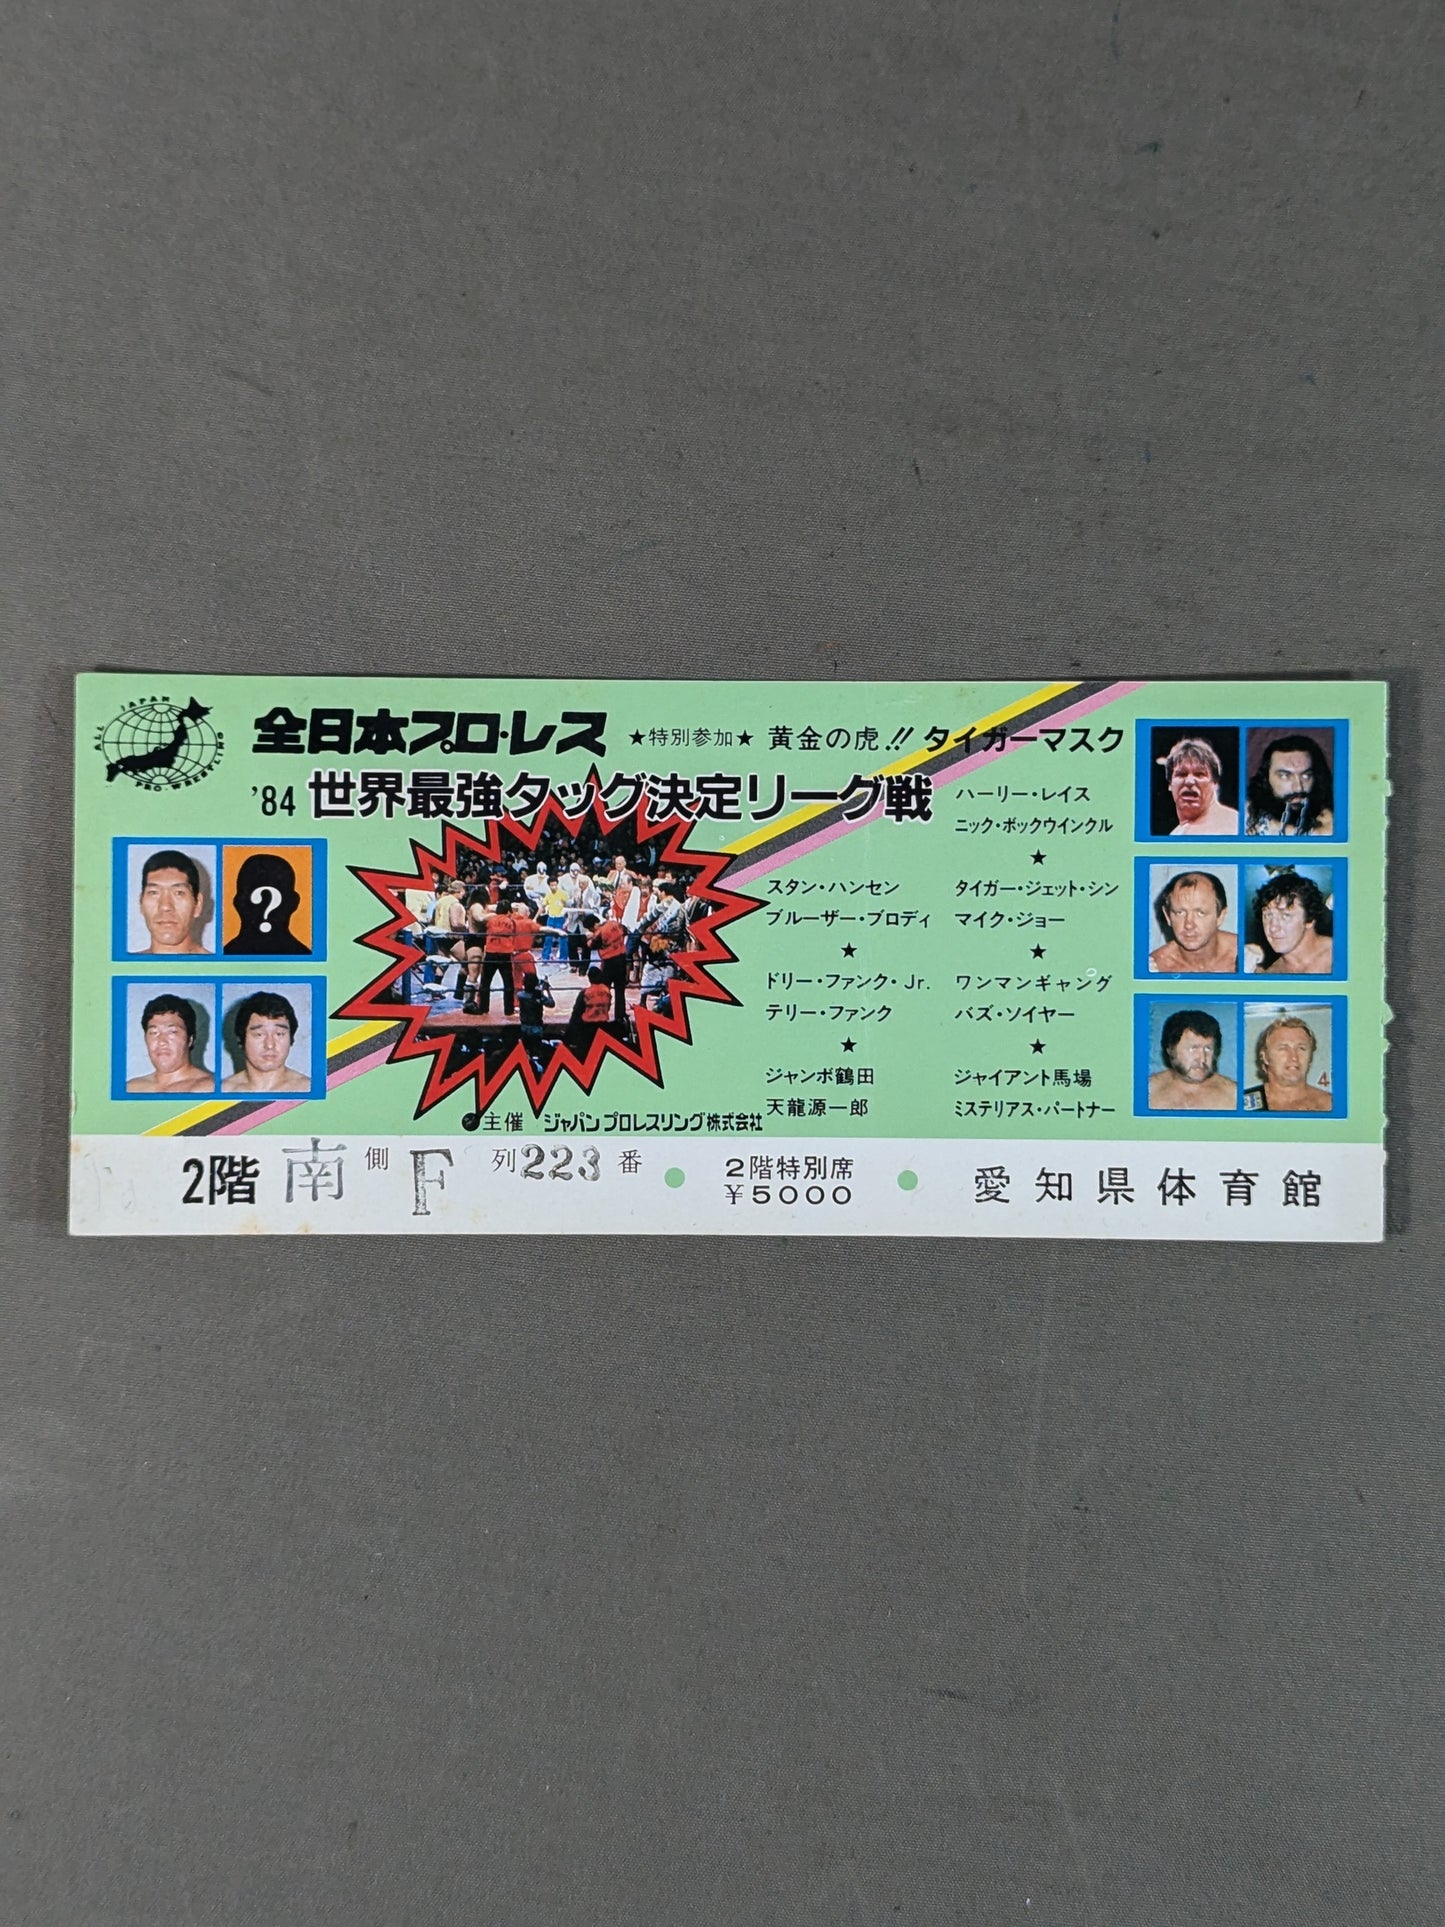 ALL JAPAN PRO-WRESTLING
全日本プロ・レス
★特別参加★ 黄金の虎!! タイガーマスク
'84 世界最強タッグ決定リーグ戦
?
スタン・ハンセン
ブルーザー・ブロディ
★
ドリー・ファンク・Jr.
テリー・ファンク
★
ジャンボ鶴田
天龍源一郎
ハーリー・レイス
ニック・ボックウインクル
★
タイガー・ジェット・シン
マイク・ショー
★
ワンマンギャング
バズ・ソイヤー
★
ジャイアント馬場
ミステリアス・パートナー
4
●主催 ジャパンプロレスリング株式会社
2階 南 側 F 列 223 番
2階特別席
¥5000
愛知県体育館